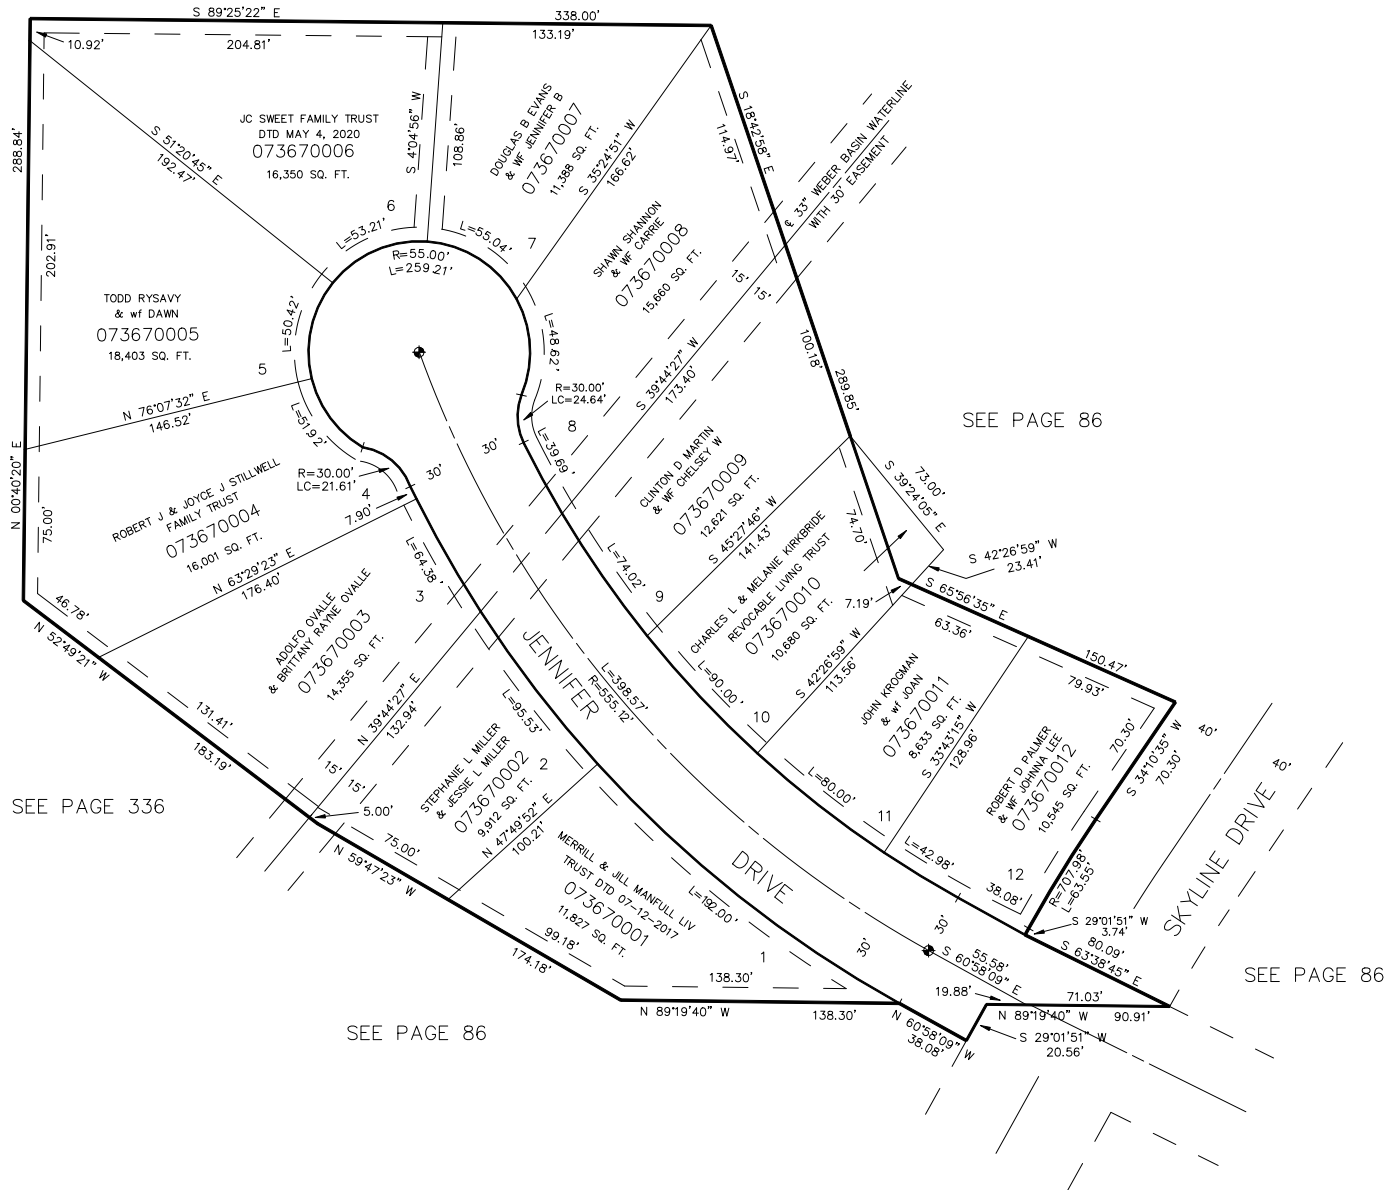 S 89°25'22" E
338.00'
10.92'
204.81'
133.19'
288.84'
JC SWEET FAMILY TRUST
DTD MAY 4, 2020
073670006
16,350 SQ. FT.
S 4°04'56" W
108.86'
DOUGLAS B EVANS
& WF JENNIFER B
073670007
11,388 SQ. FT.
S 35°24'51" W
166.62'
S 18°42'58" E
114.97'
℄ 33" WEBER BASIN WATERLINE
WITH 30' EASEMENT
S 51°20'45" E
192.47'
6
L=53.21'
L=55.04'
7
R=55.00'
L=259.21'
SHAWN SHANNON
& WF CARRIE
073670008
15,660 SQ. FT.
15'
15'
202.91'
TODD RYSAVY
& wf DAWN
073670005
18,403 SQ. FT.
5
L=50.42'
L=48.62'
S 39°44'27" W
173.40'
100.18'
289.85'
N 76°07'32" E
146.52'
L=51.92'
R=30.00'
LC=24.64'
8
SEE PAGE 86
N 00°40'20" E
75.00'
ROBERT J & JOYCE J STILLWELL
FAMILY TRUST
073670004
16,001 SQ. FT.
R=30.00'
LC=21.61'
4
7.90'
30'
30'
L=39.69'
CLINTON D MARTIN
& WF CHELSEY W
073670009
12,621 SQ. FT.
S 45°27'46" W
141.43'
73.00'
S 39°24'05" E
74.70'
N 63°29'23" E
176.40'
L=64.38'
3
L=74.02'
9
CHARLES L & MELANIE KIRKBRIDE
REVOCABLE LIVING TRUST
073670010
10,680 SQ. FT.
S 42°26'59" W
23.41'
7.19'
S 65°56'35" E
63.36'
150.47'
79.93'
46.78'
N 52°49'21" W
ADOLFO OVALLE
& BRITTANY RAYNE OVALLE
073670003
14,355 SQ. FT.
JENNIFER
L=398.57'
R=555.12'
L=90.00'
10
S 42°26'59" W
113.56'
JOHN KROGMAN
& wf JOAN
073670011
8,633 SQ. FT.
S 33°43'15" W
128.96'
131.41'
183.19'
N 39°44'27" E
132.94'
15'
15'
L=95.53'
2
STEPHANIE L MILLER
& JESSIE L MILLER
073670002
9,912 SQ. FT.
ROBERT D PALMER
& WF JOHNNA LEE
073670012
10,545 SQ. FT.
70.30'
S 34°10'35" W
70.30'
40'
40'
SEE PAGE 336
5.00'
75.00'
N 59°47'23" W
N 47°49'52" E
100.21'
L=80.00'
11
L=42.98'
12
38.08'
R=707.98'
L=63.55'
SKYLINE DRIVE
MERRILL & JILL MANFULL LIV
TRUST DTD 07-12-2017
073670001
11,827 SQ. FT.
DRIVE
L=192.00'
1
30'
30'
S 29°01'51" W
3.74'
80.09'
S 63°38'45" E
99.18'
174.18'
138.30'
55.58'
S 60°58'09" E
SEE PAGE 86
19.88'
71.03'
N 89°19'40" W
138.30'
N 89°19'40" W
90.91'
SEE PAGE 86
N 60°58'09" W
38.08'
S 29°01'51" W
20.56'